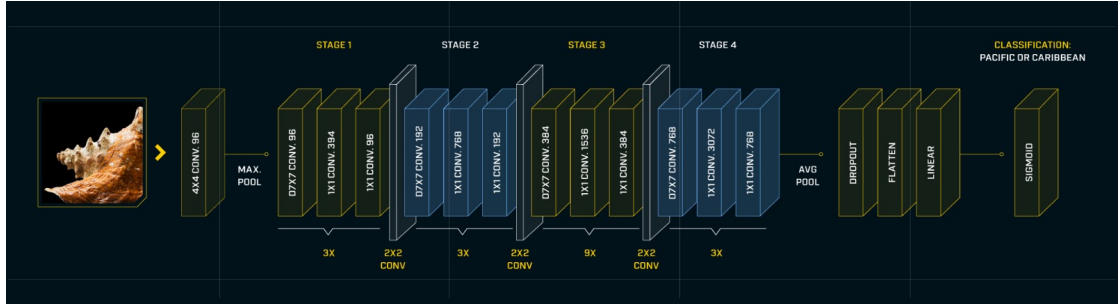 STAGE 1
STAGE 2
STAGE 3
STAGE 4
CLASSIFICATION:
PACIFIC OR CARIBBEAN
4X4 CONV. 96
MAX.
POOL
D7X7 CONV. 96
1X1 CONV. 394
1X1 CONV. 96
D7X7 CONV. 192
1X1 CONV. 768
1X1 CONV. 192
D7X7 CONV. 384
1X1 CONV. 1536
1X1 CONV. 384
D7X7 CONV. 768
1X1 CONV. 3072
1X1 CONV. 768
AVG
POOL
DROPOUT
FLATTEN
LINEAR
SIGMOID
3X
2X2
CONV
3X
2X2
CONV
9X
2X2
CONV
3X